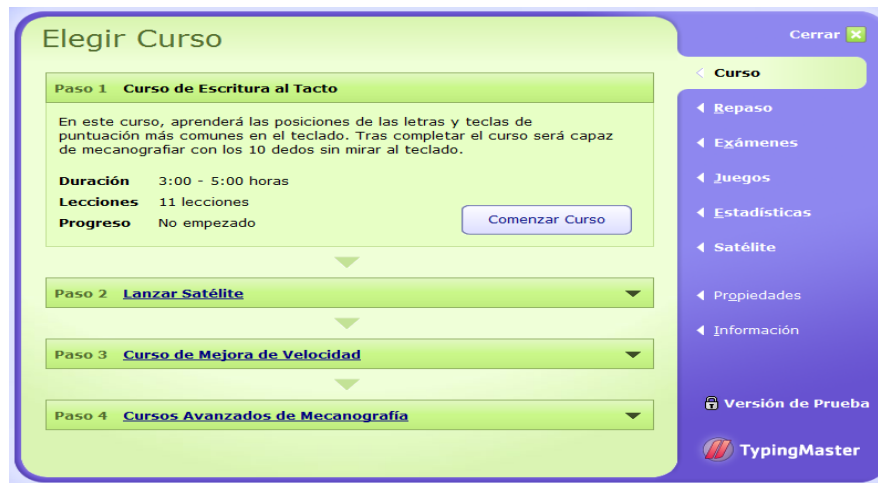 Elegir Curso
Paso 1 Curso de Escritura al Tacto
En este curso, aprenderá las posiciones de las letras y teclas de
puntuación más comunes en el teclado. Tras completar el curso será capaz
de mecanografiar con los 10 dedos sin mirar al teclado.
Duración 3:00 - 5:00 horas
Lecciones 11 lecciones
Progreso No empezado
Comenzar Curso
Paso 2 Lanzar Satélite
Paso 3 Curso de Mejora de Velocidad
Paso 4 Cursos Avanzados de Mecanografía
Cerrar
Curso
Repaso
Exámenes
Juegos
Estadísticas
Satélite
Propiedades
Información
Versión de Prueba
TypingMaster